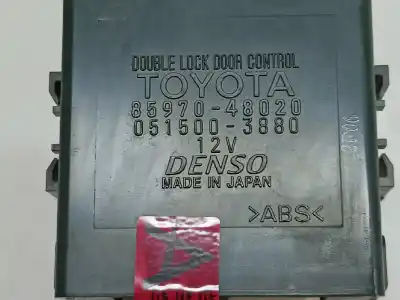 DOUBLE LOCK DOOR CONTROL
TOYOTA
85970-48020
051500-3880
12V
DENSO
MADE IN JAPAN
>ABS<